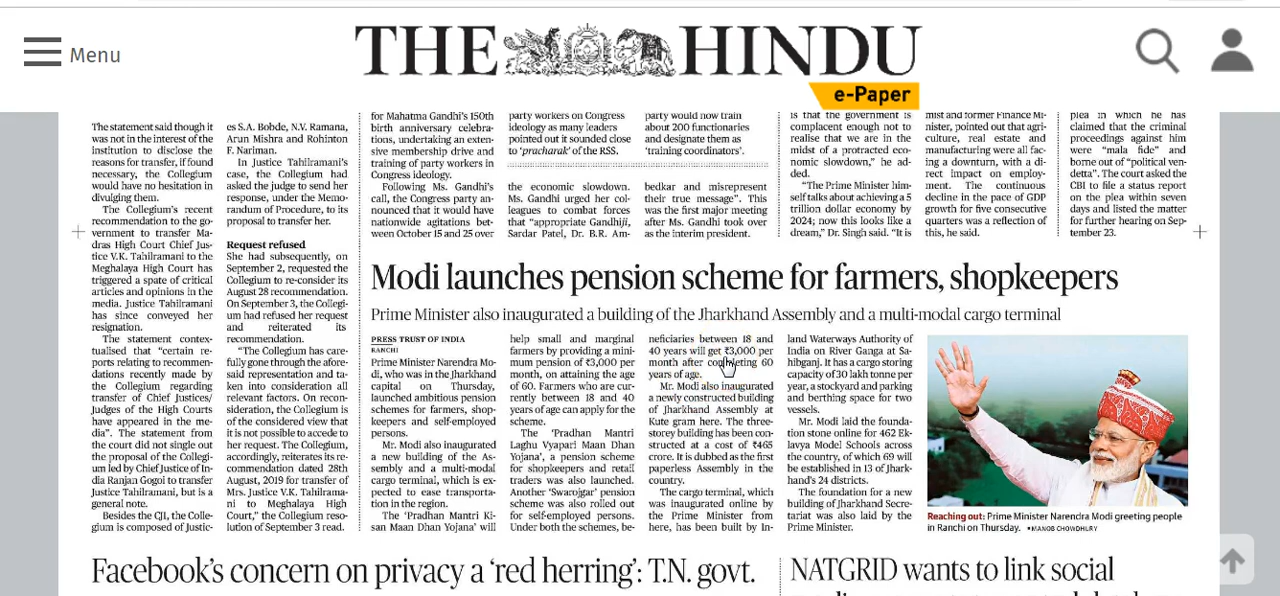 Menu
THE HINDU
e-Paper
The statement said though it
was not in the interest of the
institution to disclose the
reasons for transfer, if found
necessary, the Collegium
would have no hesitation in
divulging them.
The Collegium's recent
recommendation to the go-
vernment to transfer Ma-
dras High Court Chief Jus-
tice V.K. Tahilramani to the
Meghalaya High Court has
triggered a spate of critical
articles and opinions in the
media. Justice Tahilramani
has since conveyed her
resignation.
The statement contex-
tualised that "certain re-
ports relating to recommen-
dations recently made by
the Collegium regarding
transfer of Chief Justices/
Judges of the High Courts
have appeared in the me-
dia". The statement from
the court did not single out
the proposal of the Collegi-
um led by Chief Justice of In-
dia Ranjan Gogoi to transfer
Justice Tahilramani, but is a
general note.
Besides the CJI, the Colle-
gium is composed of Justic-
es S.A. Bobde, N.V. Ramana,
Arun Mishra and Rohinton
F. Nariman.
In Justice Tahilramani's
case, the Collegium had
asked the judge to send her
response, under the Memo-
randum of Procedure, to its
proposal to transfer her.
Request refused
She had subsequently, on
September 2, requested the
Collegium to re-consider its
August 28 recommendation.
On September 3, the Collegi-
um had refused her request
and reiterated its
recommendation.
"The Collegium has care-
fully gone through the afore-
said representation and ta-
ken into consideration all
relevant factors. On recon-
sideration, the Collegium is
of the considered view that
it is not possible to accede to
her request. The Collegium,
accordingly, reiterates its re-
commendation dated 28th
August, 2019 for transfer of
Mrs. Justice V.K. Tahilrama-
ni to Meghalaya High
Court," the Collegium reso-
lution of September 3 read.
for Mahatma Gandhi's 150th
birth anniversary celebra-
tions, undertaking an exten-
sive membership drive and
training of party workers in
Congress ideology.
Following Ms. Gandhi's
call, the Congress party an-
nounced that it would have
nationwide agitations bet-
ween October 15 and 25 over
party workers on Congress
ideology as many leaders
pointed out it sounded close
to 'pracharak' of the RSS.
party would now train
about 200 functionaries
and designate them as
'training coordinators'.
the economic slowdown.
Ms. Gandhi urged her col-
leagues to combat forces
that "appropriate Gandhiji,
Sardar Patel, Dr. B.R. Am-
bedkar and misrepresent
their true message". This
was the first major meeting
after Ms. Gandhi took over
as the interim president.
is that the government is
complacent enough not to
realise that we are in the
midst of a protracted eco-
nomic slowdown," he ad-
ded.
"The Prime Minister him-
self talks about achieving a 5
trillion dollar economy by
2024; now this looks like a
dream," Dr. Singh said. "It is
mist and former Finance Mi-
nister, pointed out that agri-
culture, real estate and
manufacturing were all fac-
ing a downturn, with a di-
rect impact on employ-
ment. The continuous
decline in the pace of GDP
growth for five consecutive
quarters was a reflection of
this, he said.
plea in which he has
claimed that the criminal
proceedings against him
were "mala fide" and
borne out of "political ven-
detta". The court asked the
CBI to file a status report
on the plea within seven
days and listed the matter
for further hearing on Sep-
tember 23.
Modi launches pension scheme for farmers, shopkeepers
Prime Minister also inaugurated a building of the Jharkhand Assembly and a multi-modal cargo terminal
PRESS TRUST OF INDIA
RANCHI
Prime Minister Narendra Mo-
di, who was in the Jharkhand
capital on Thursday,
launched ambitious pension
schemes for farmers, shop-
keepers and self-employed
persons.
Mr. Modi also inaugurated
a new building of the As-
sembly and a multi-modal
cargo terminal, which is ex-
pected to ease transporta-
tion in the region.
The 'Pradhan Mantri Ki-
san Maan Dhan Yojana' will
help small and marginal
farmers by providing a mini-
mum pension of ₹3,000 per
month, on attaining the age
of 60. Farmers who are cur-
rently between 18 and 40
years of age can apply for the
scheme.
The 'Pradhan Mantri
Laghu Vyapari Maan Dhan
Yojana', a pension scheme
for shopkeepers and retail
traders was also launched.
Another 'Swarojgar' pension
scheme was also rolled out
for self-employed persons.
Under both the schemes, be-
neficiaries between 18 and
40 years will get ₹3,000 per
month after completing 60
years of age.
Mr. Modi also inaugurated
a newly constructed building
of Jharkhand Assembly at
Kute gram here. The three-
storey building has been con-
structed at a cost of ₹465
crore. It is dubbed as the first
paperless Assembly in the
country.
The cargo terminal, which
was inaugurated online by
the Prime Minister from
here, has been built by In-
land Waterways Authority of
India on River Ganga at Sa-
hibganj. It has a cargo storing
capacity of 30 lakh tonne per
year, a stockyard and parking
and berthing space for two
vessels.
Mr. Modi laid the founda-
tion stone online for 462 Ek-
lavya Model Schools across
the country, of which 69 will
be established in 13 of Jhark-
hand's 24 districts.
The foundation for a new
building of Jharkhand Secre-
tariat was also laid by the
Prime Minister.
Reaching out: Prime Minister Narendra Modi greeting people
in Ranchi on Thursday. • MANOB CHOWDHURY
Facebook's concern on privacy a 'red herring': T.N. govt.
NATGRID wants to link social